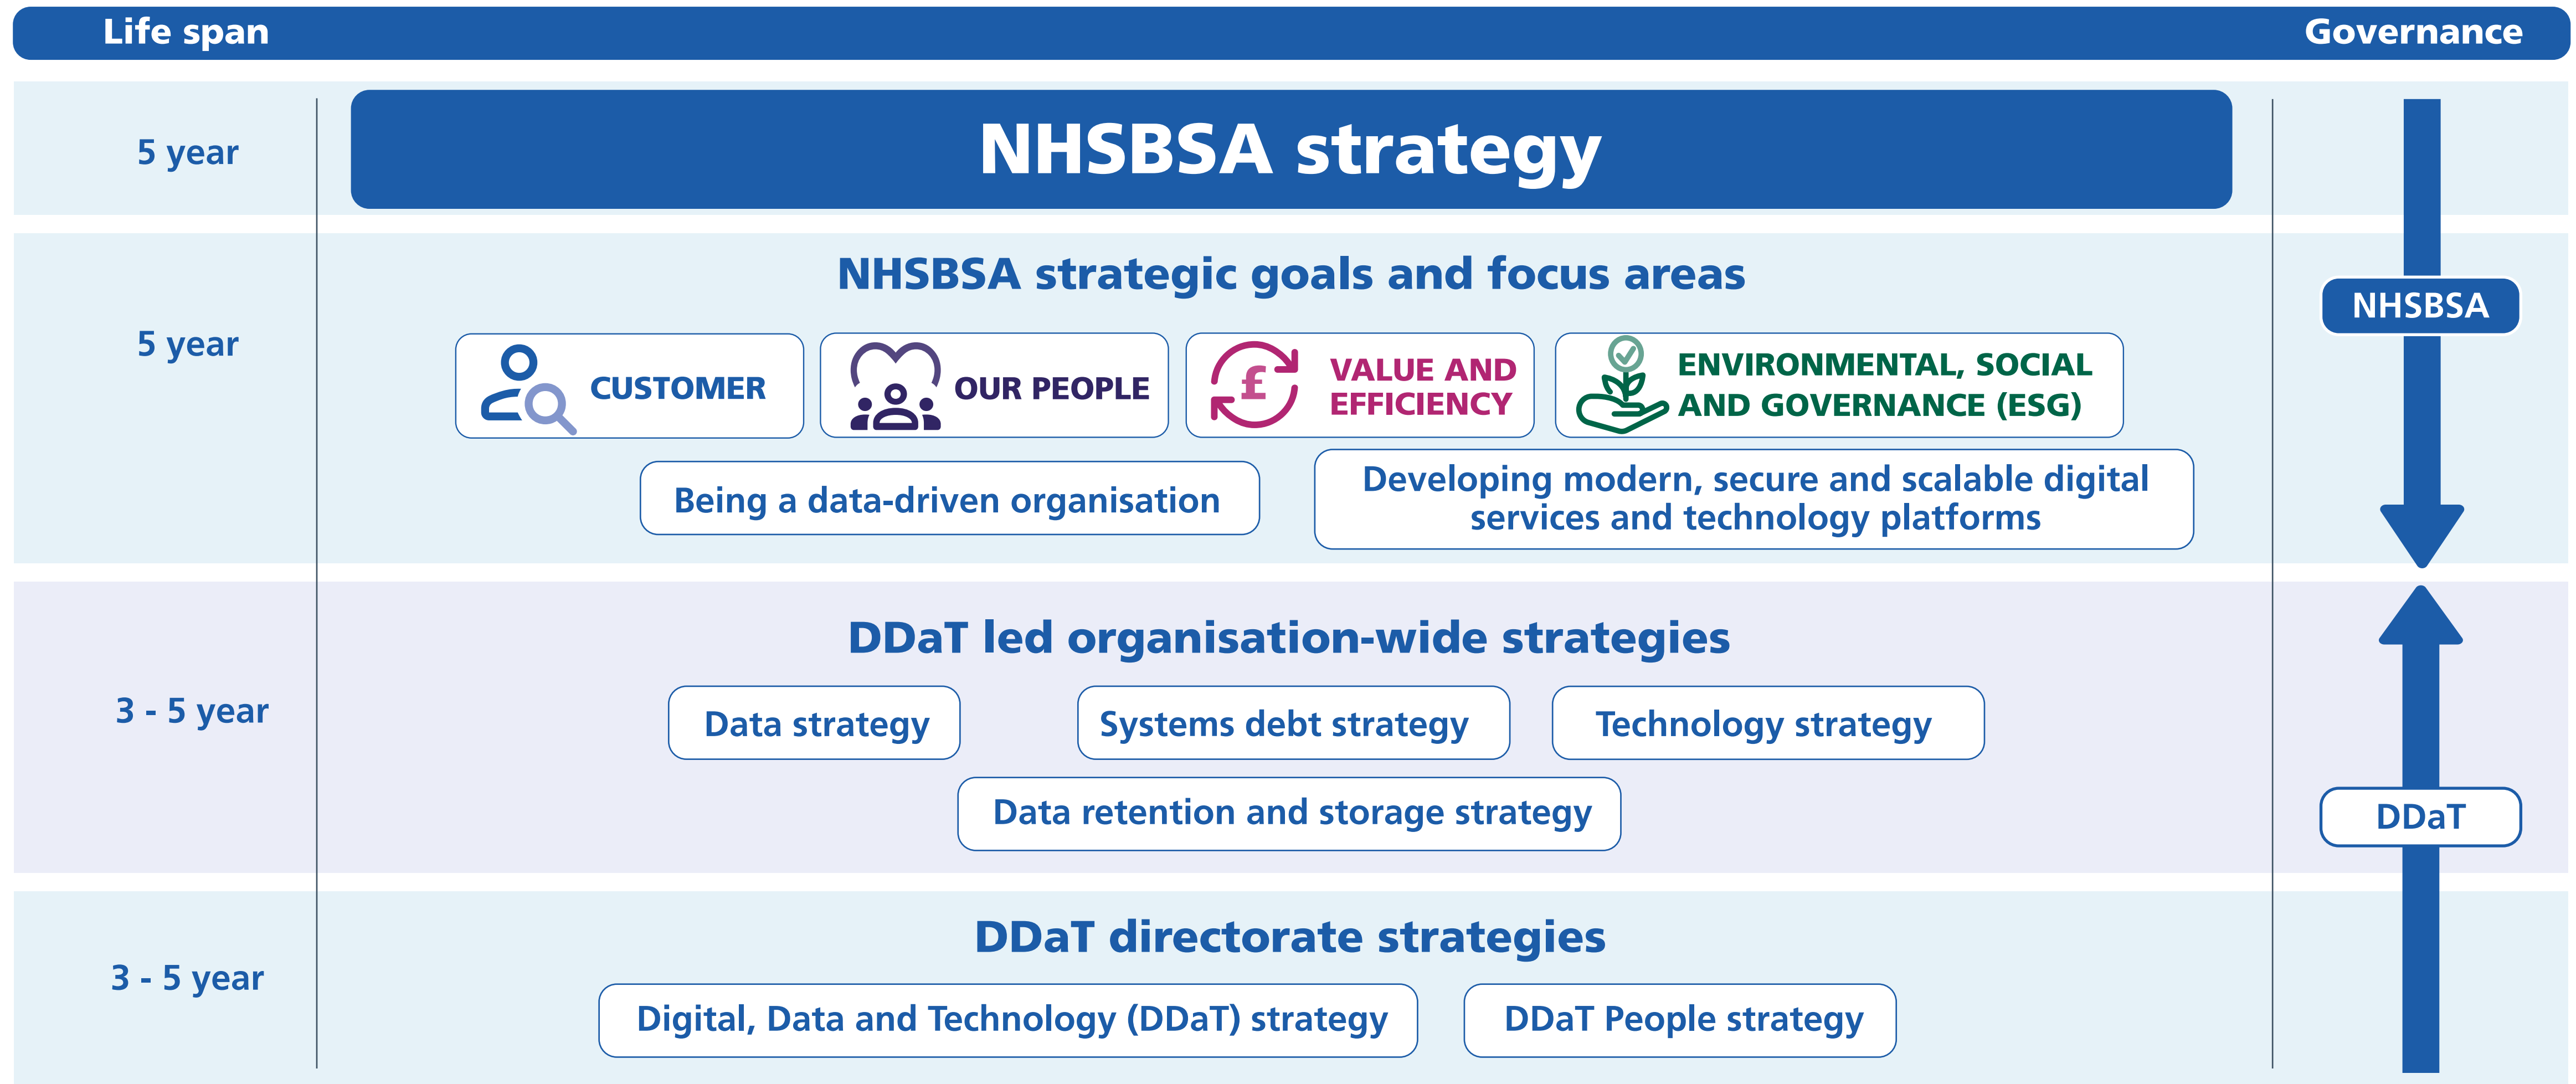 Life span
Governance
5 year
NHSBSA strategy
5 year
NHSBSA strategic goals and focus areas
NHSBSA
CUSTOMER
OUR PEOPLE
£
VALUE AND
EFFICIENCY
ENVIRONMENTAL, SOCIAL
AND GOVERNANCE (ESG)
Being a data-driven organisation
Developing modern, secure and scalable digital
services and technology platforms
3 - 5 year
DDaT led organisation-wide strategies
Data strategy
Systems debt strategy
Technology strategy
Data retention and storage strategy
DDaT
3 - 5 year
DDaT directorate strategies
Digital, Data and Technology (DDaT) strategy
DDaT People strategy